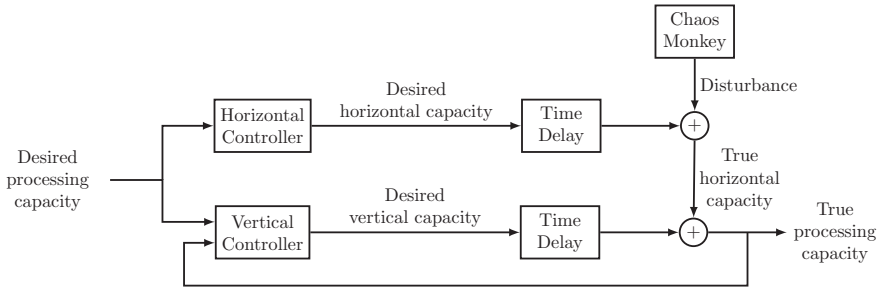 Chaos
Monkey
Disturbance
Desired
horizontal capacity
Horizontal
Controller
Time
Delay
+
Desired
processing
capacity
True
horizontal
capacity
Desired
vertical capacity
Vertical
Controller
Time
Delay
+
True
processing
capacity